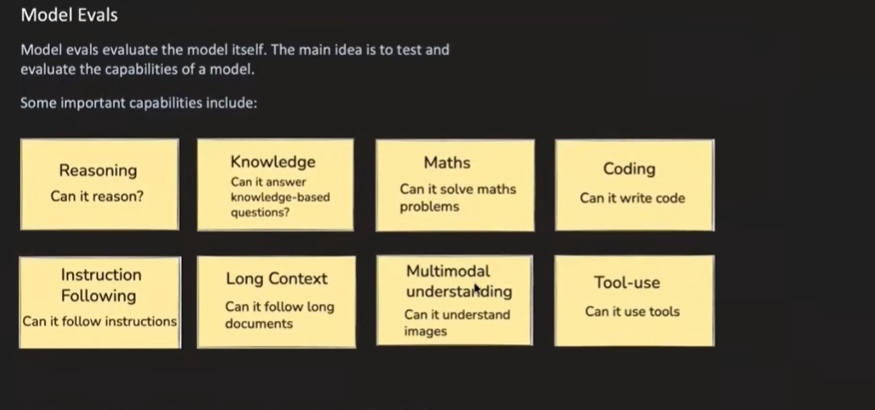 Model Evals
Model evals evaluate the model itself. The main idea is to test and
evaluate the capabilities of a model.
Some important capabilities include:
Reasoning
Can it reason?
Knowledge
Can it answer
knowledge-based
questions?
Maths
Can it solve maths
problems
Coding
Can it write code
Instruction
Following
Can it follow instructions
Long Context
Can it follow long
documents
Multimodal
understanding
Can it understand
images
Tool-use
Can it use tools